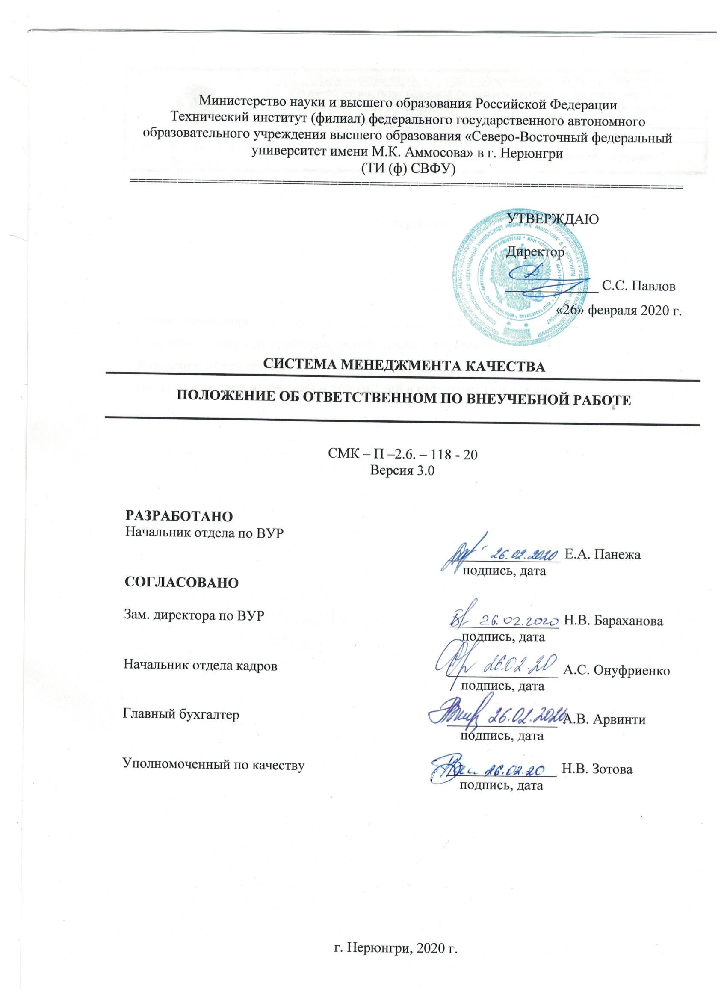 Министерство науки и высшего образования Российской Федерации
Технический институт (филиал) федерального государственного автономного
образовательного учреждения высшего образования «Северо-Восточный федеральный
университет имени М.К. Аммосова» в г. Нерюнгри
(ТИ (ф) СВФУ)
УТВЕРЖДАЮ
Директор
С.С. Павлов
«26» февраля 2020 г.
СИСТЕМА МЕНЕДЖМЕНТА КАЧЕСТВА
ПОЛОЖЕНИЕ ОБ ОТВЕТСТВЕННОМ ПО ВНЕУЧЕБНОЙ РАБОТЕ
СМК – П –2.6. – 118 - 20
Версия 3.0
РАЗРАБОТАНО
Начальник отдела по ВУР
26.02.2020 Е.А. Панежа
подпись, дата
СОГЛАСОВАНО
Зам. директора по ВУР
26.02.2020 Н.В. Бараханова
подпись, дата
Начальник отдела кадров
26.02.20 А.С. Онуфриенко
подпись, дата
Главный бухгалтер
26.02.2020 А.В. Арвинти
подпись, дата
Уполномоченный по качеству
26.02.20 Н.В. Зотова
подпись, дата
г. Нерюнгри, 2020 г.